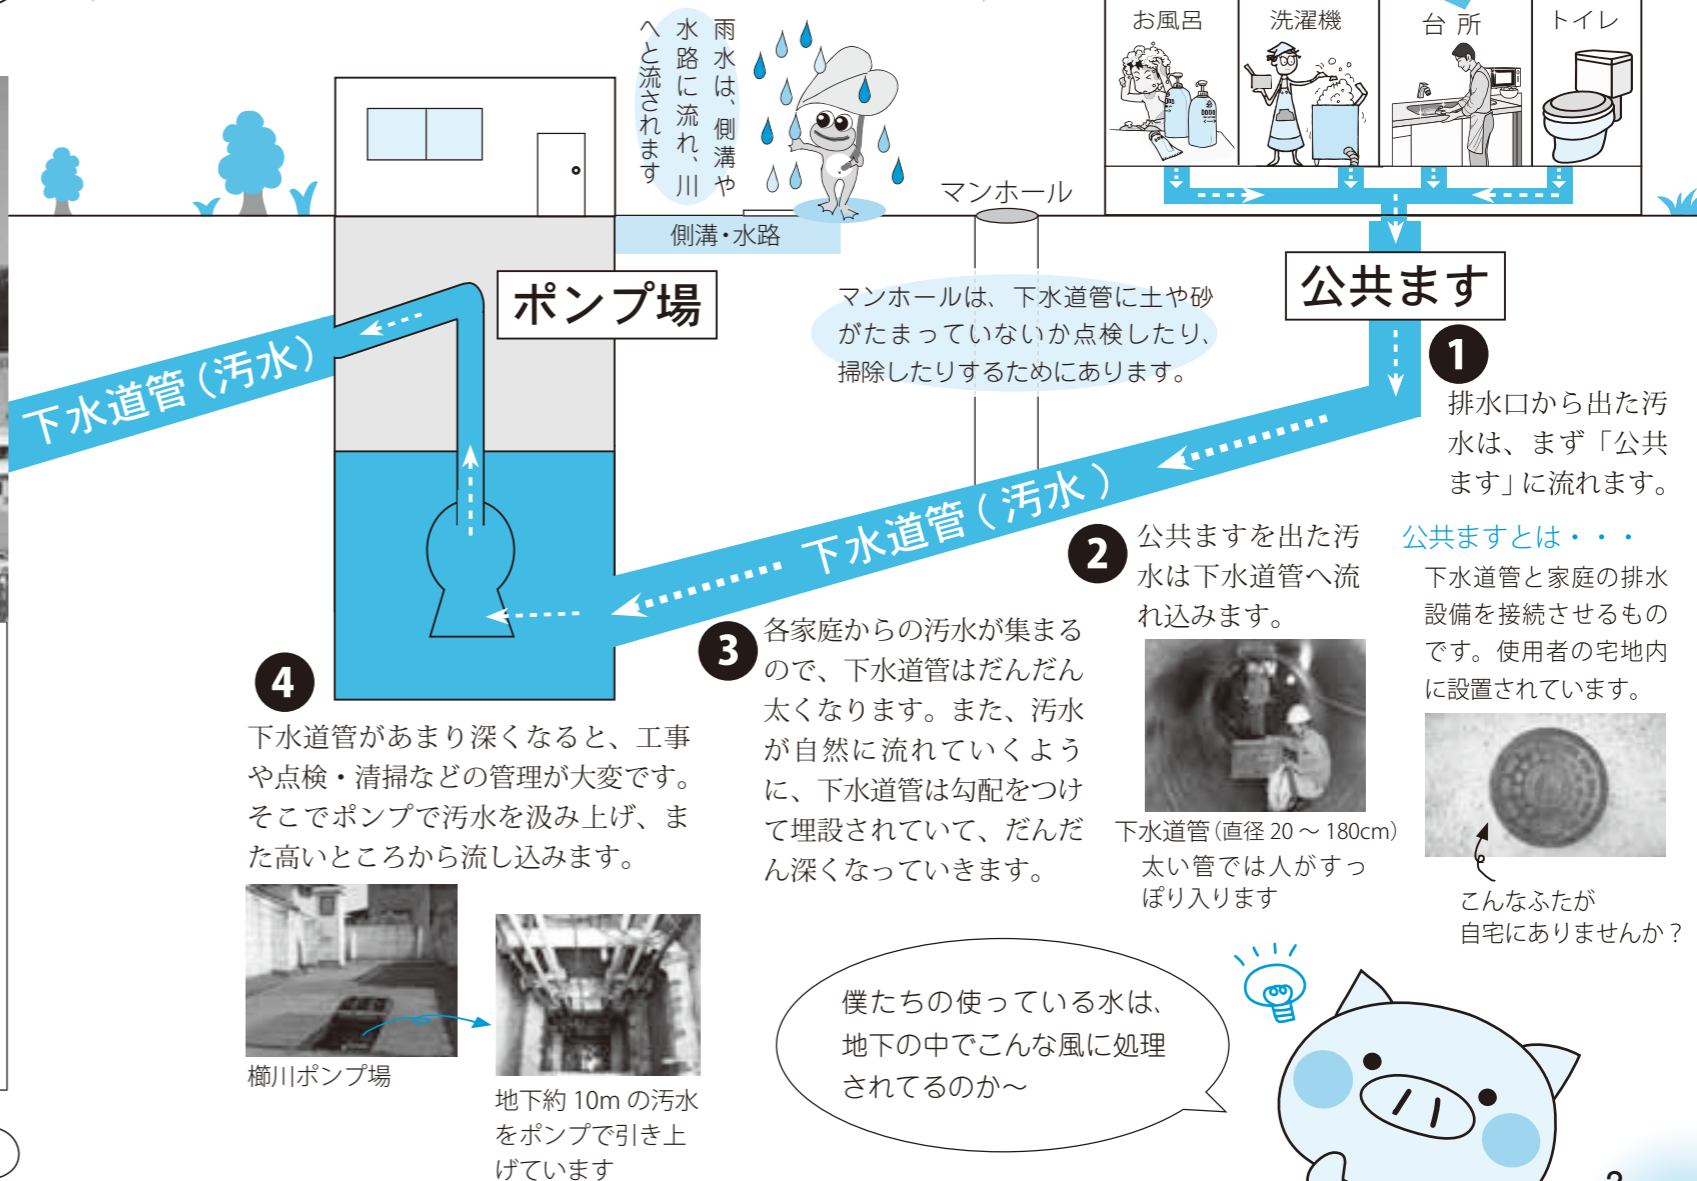 お風呂
洗濯機
台所
トイレ
雨水は、側溝や
水路に流れ、川
へと流されます
側溝・水路
マンホール
マンホールは、下水道管に土や砂
がたまっていないか点検したり、
掃除したりするためにあります。
ポンプ場
公共ます
下水道管（汚水）
下水道管（汚水）
1
排水口から出た汚
水は、まず「公共
ます」に流れます。
公共ますとは・・・
下水道管と家庭の排水
設備を接続させるもの
です。使用者の宅地内
に設置されています。
こんなふたが
自宅にありませんか？
2
公共ますを出た汚
水は下水道管へ流
れ込みます。
下水道管（直径 20 〜 180cm）
太い管では人がすっ
ぽり入ります
3
各家庭からの汚水が集まる
ので、下水道管はだんだん
太くなります。また、汚水
が自然に流れていくよう
に、下水道管は勾配をつけ
て埋設されていて、だんだ
ん深くなっていきます。
4
下水道管があまり深くなると、工事
や点検・清掃などの管理が大変です。
そこでポンプで汚水を汲み上げ、ま
た高いところから流し込みます。
櫛川ポンプ場
地下約 10m の汚水
をポンプで引き上
げています
僕たちの使っている水は、
地下の中でこんな風に処理
されてるのか〜